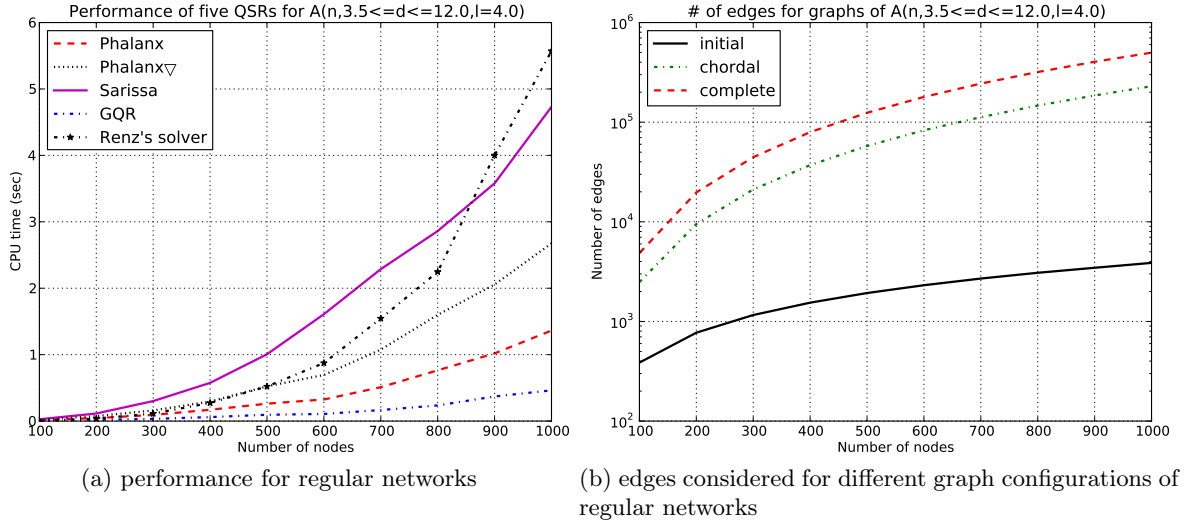 Performance of five QSRs for A(n,3.5<=d<=12.0,l=4.0)
Phalanx
Phalanx▽
Sarissa
GQR
Renz's solver
CPU time (sec)
6
5
4
3
2
1
0
100 200 300 400 500 600 700 800 900 1000
Number of nodes
(a) performance for regular networks
# of edges for graphs of A(n,3.5<=d<=12.0,l=4.0)
initial
chordal
complete
Number of edges
10^6
10^5
10^4
10^3
10^2
100 200 300 400 500 600 700 800 900 1000
Number of nodes
(b) edges considered for different graph configurations of
regular networks